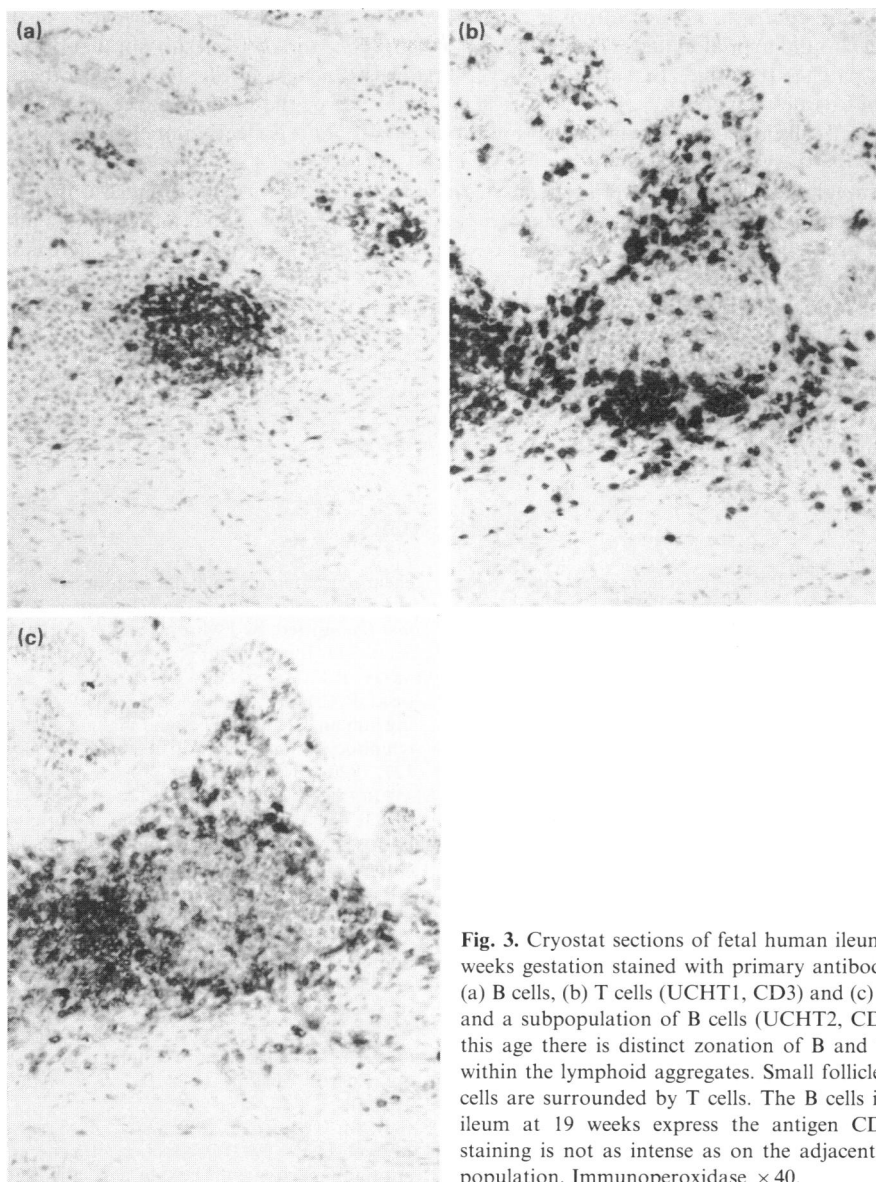 (a)
(b)
(c)
Fig. 3. Cryostat sections of fetal human ileum
weeks gestation stained with primary antibod
(a) B cells, (b) T cells (UCHT1, CD3) and (c)
and a subpopulation of B cells (UCHT2, CD
this age there is distinct zonation of B and
within the lymphoid aggregates. Small follicle
cells are surrounded by T cells. The B cells i
ileum at 19 weeks express the antigen CD
staining is not as intense as on the adjacent
population. Immunoperoxidase × 40.